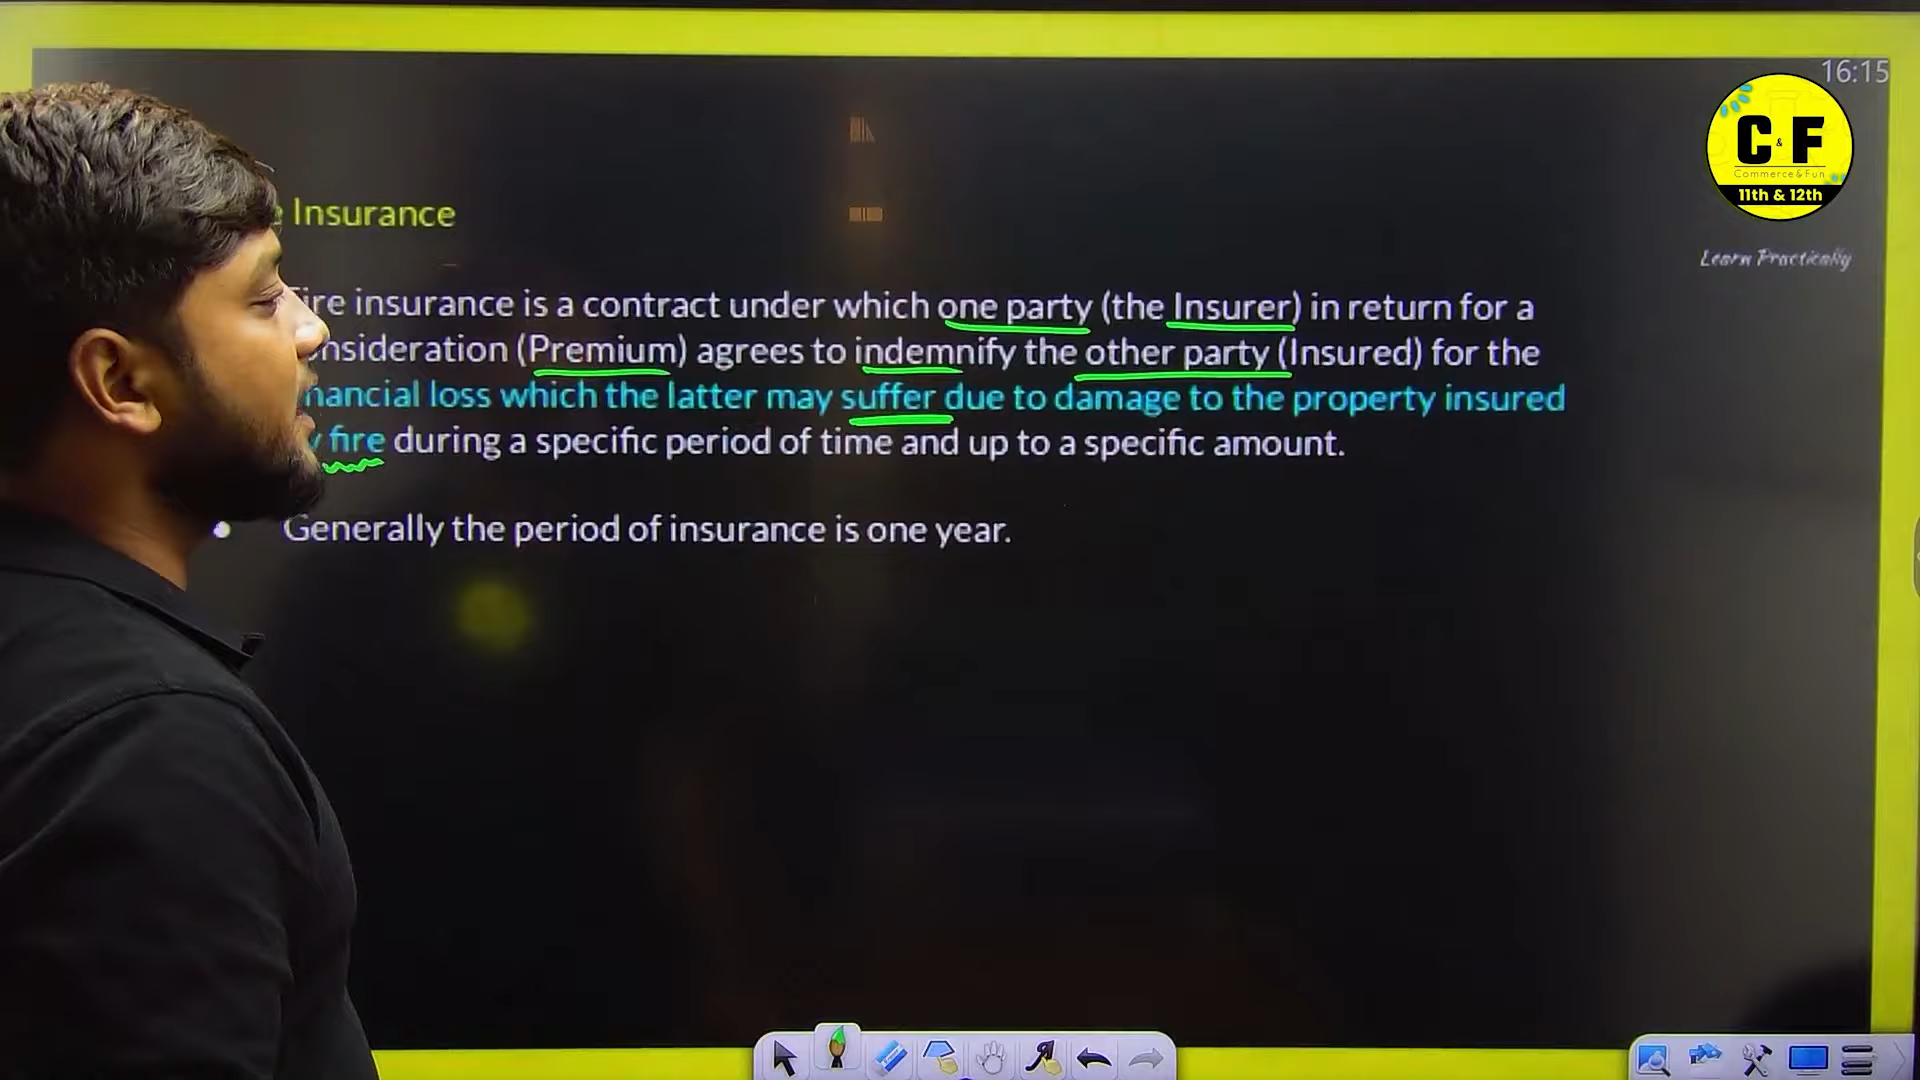 16:15
C & F
Commerce & Fun
11th & 12th
Learn Practically
Insurance
Fire insurance is a contract under which one party (the Insurer) in return for a
(Premium) agrees to indemnify the other party (Insured) for the
loss which the latter may suffer due to damage to the property insured
fire during a specific period of time and up to a specific amount.
• Generally the period of insurance is one year.